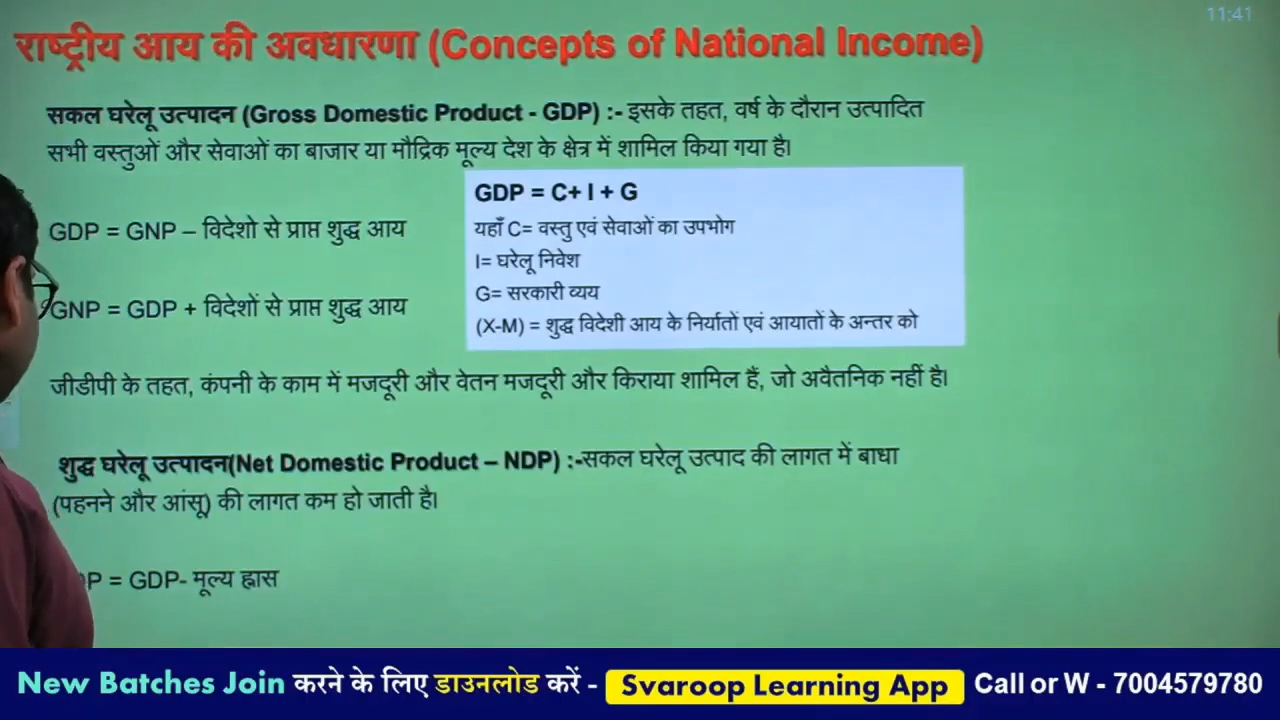 11:41
राष्ट्रीय आय की अवधारणा (Concepts of National Income)
सकल घरेलू उत्पादन (Gross Domestic Product - GDP) :- इसके तहत, वर्ष के दौरान उत्पादित
सभी वस्तुओं और सेवाओं का बाजार या मौद्रिक मूल्य देश के क्षेत्र में शामिल किया गया है।
GDP = GNP – विदेशो से प्राप्त शुद्ध आय
GNP = GDP + विदेशों से प्राप्त शुद्ध आय
GDP = C+ I + G
यहाँ C= वस्तु एवं सेवाओं का उपभोग
I= घरेलू निवेश
G= सरकारी व्यय
(X-M) = शुद्ध विदेशी आय के निर्यातों एवं आयातों के अन्तर को
जीडीपी के तहत, कंपनी के काम में मजदूरी और वेतन मजदूरी और किराया शामिल हैं, जो अवैतनिक नहीं है।
शुद्ध घरेलू उत्पादन(Net Domestic Product – NDP) :-सकल घरेलू उत्पाद की लागत में बाधा
(पहनने और आंसू) की लागत कम हो जाती है।
P = GDP- मूल्य ह्रास
New Batches Join करने के लिए डाउनलोड करें - Svaroop Learning App Call or W - 7004579780